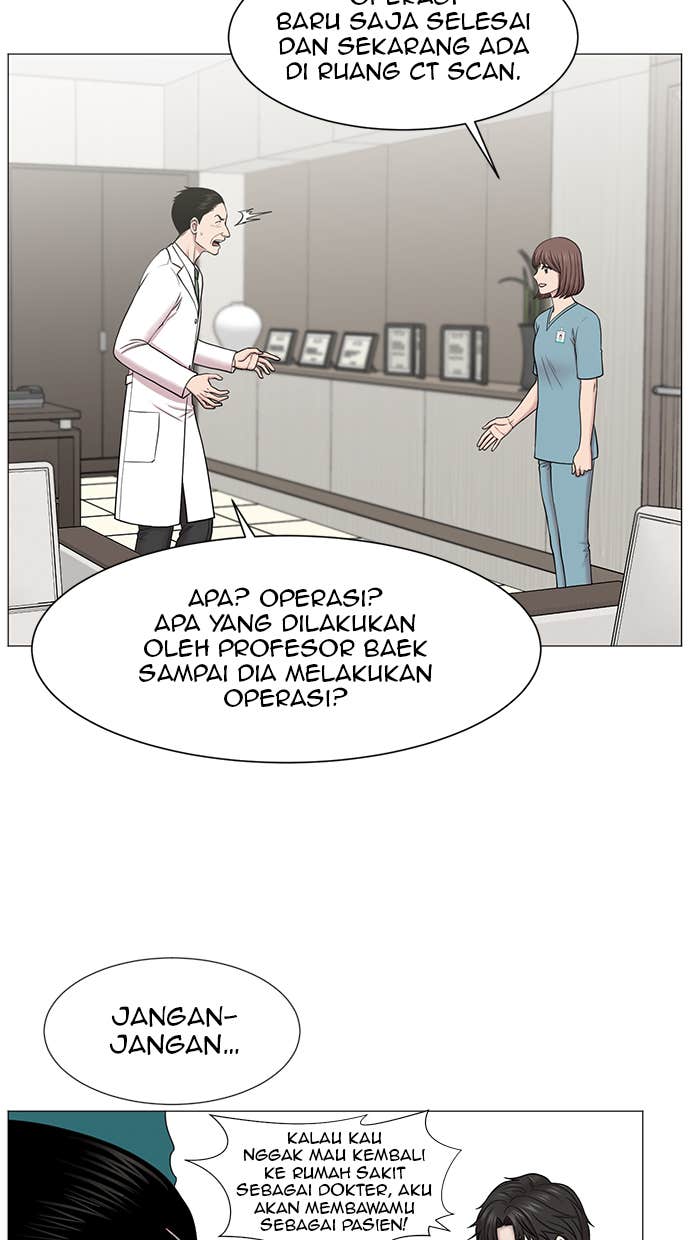 OPERASI
BARU SAJA SELESAI
DAN SEKARANG ADA
DI RUANG CT SCAN.
APA? OPERASI?
APA YANG DILAKUKAN
OLEH PROFESOR BAEK
SAMPAI DIA MELAKUKAN
OPERASI?
JANGAN-
JANGAN...
KALAU KAU
NGGAK MAU KEMBALI
KE RUMAH SAKIT
SEBAGAI DOKTER, AKU
AKAN MEMBAWAMU
SEBAGAI PASIEN!